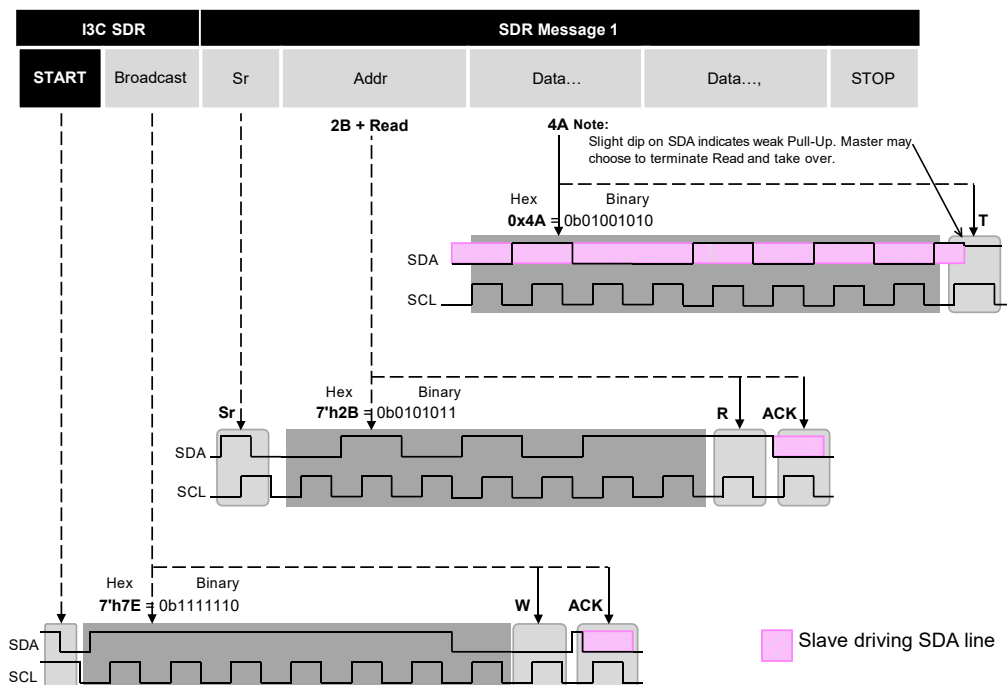 I3C SDR
SDR Message 1
START
Broadcast
Sr
Addr
Data…
Data…,
STOP
2B + Read
4A Note:
Slight dip on SDA indicates weak Pull-Up. Master may
choose to terminate Read and take over.
Hex Binary
0x4A = 0b01001010
T
SDA
SCL
Hex Binary
Sr
7'h2B = 0b0101011
R
ACK
SDA
SCL
Hex Binary
7'h7E = 0b1111110
W
ACK
SDA
SCL
Slave driving SDA line